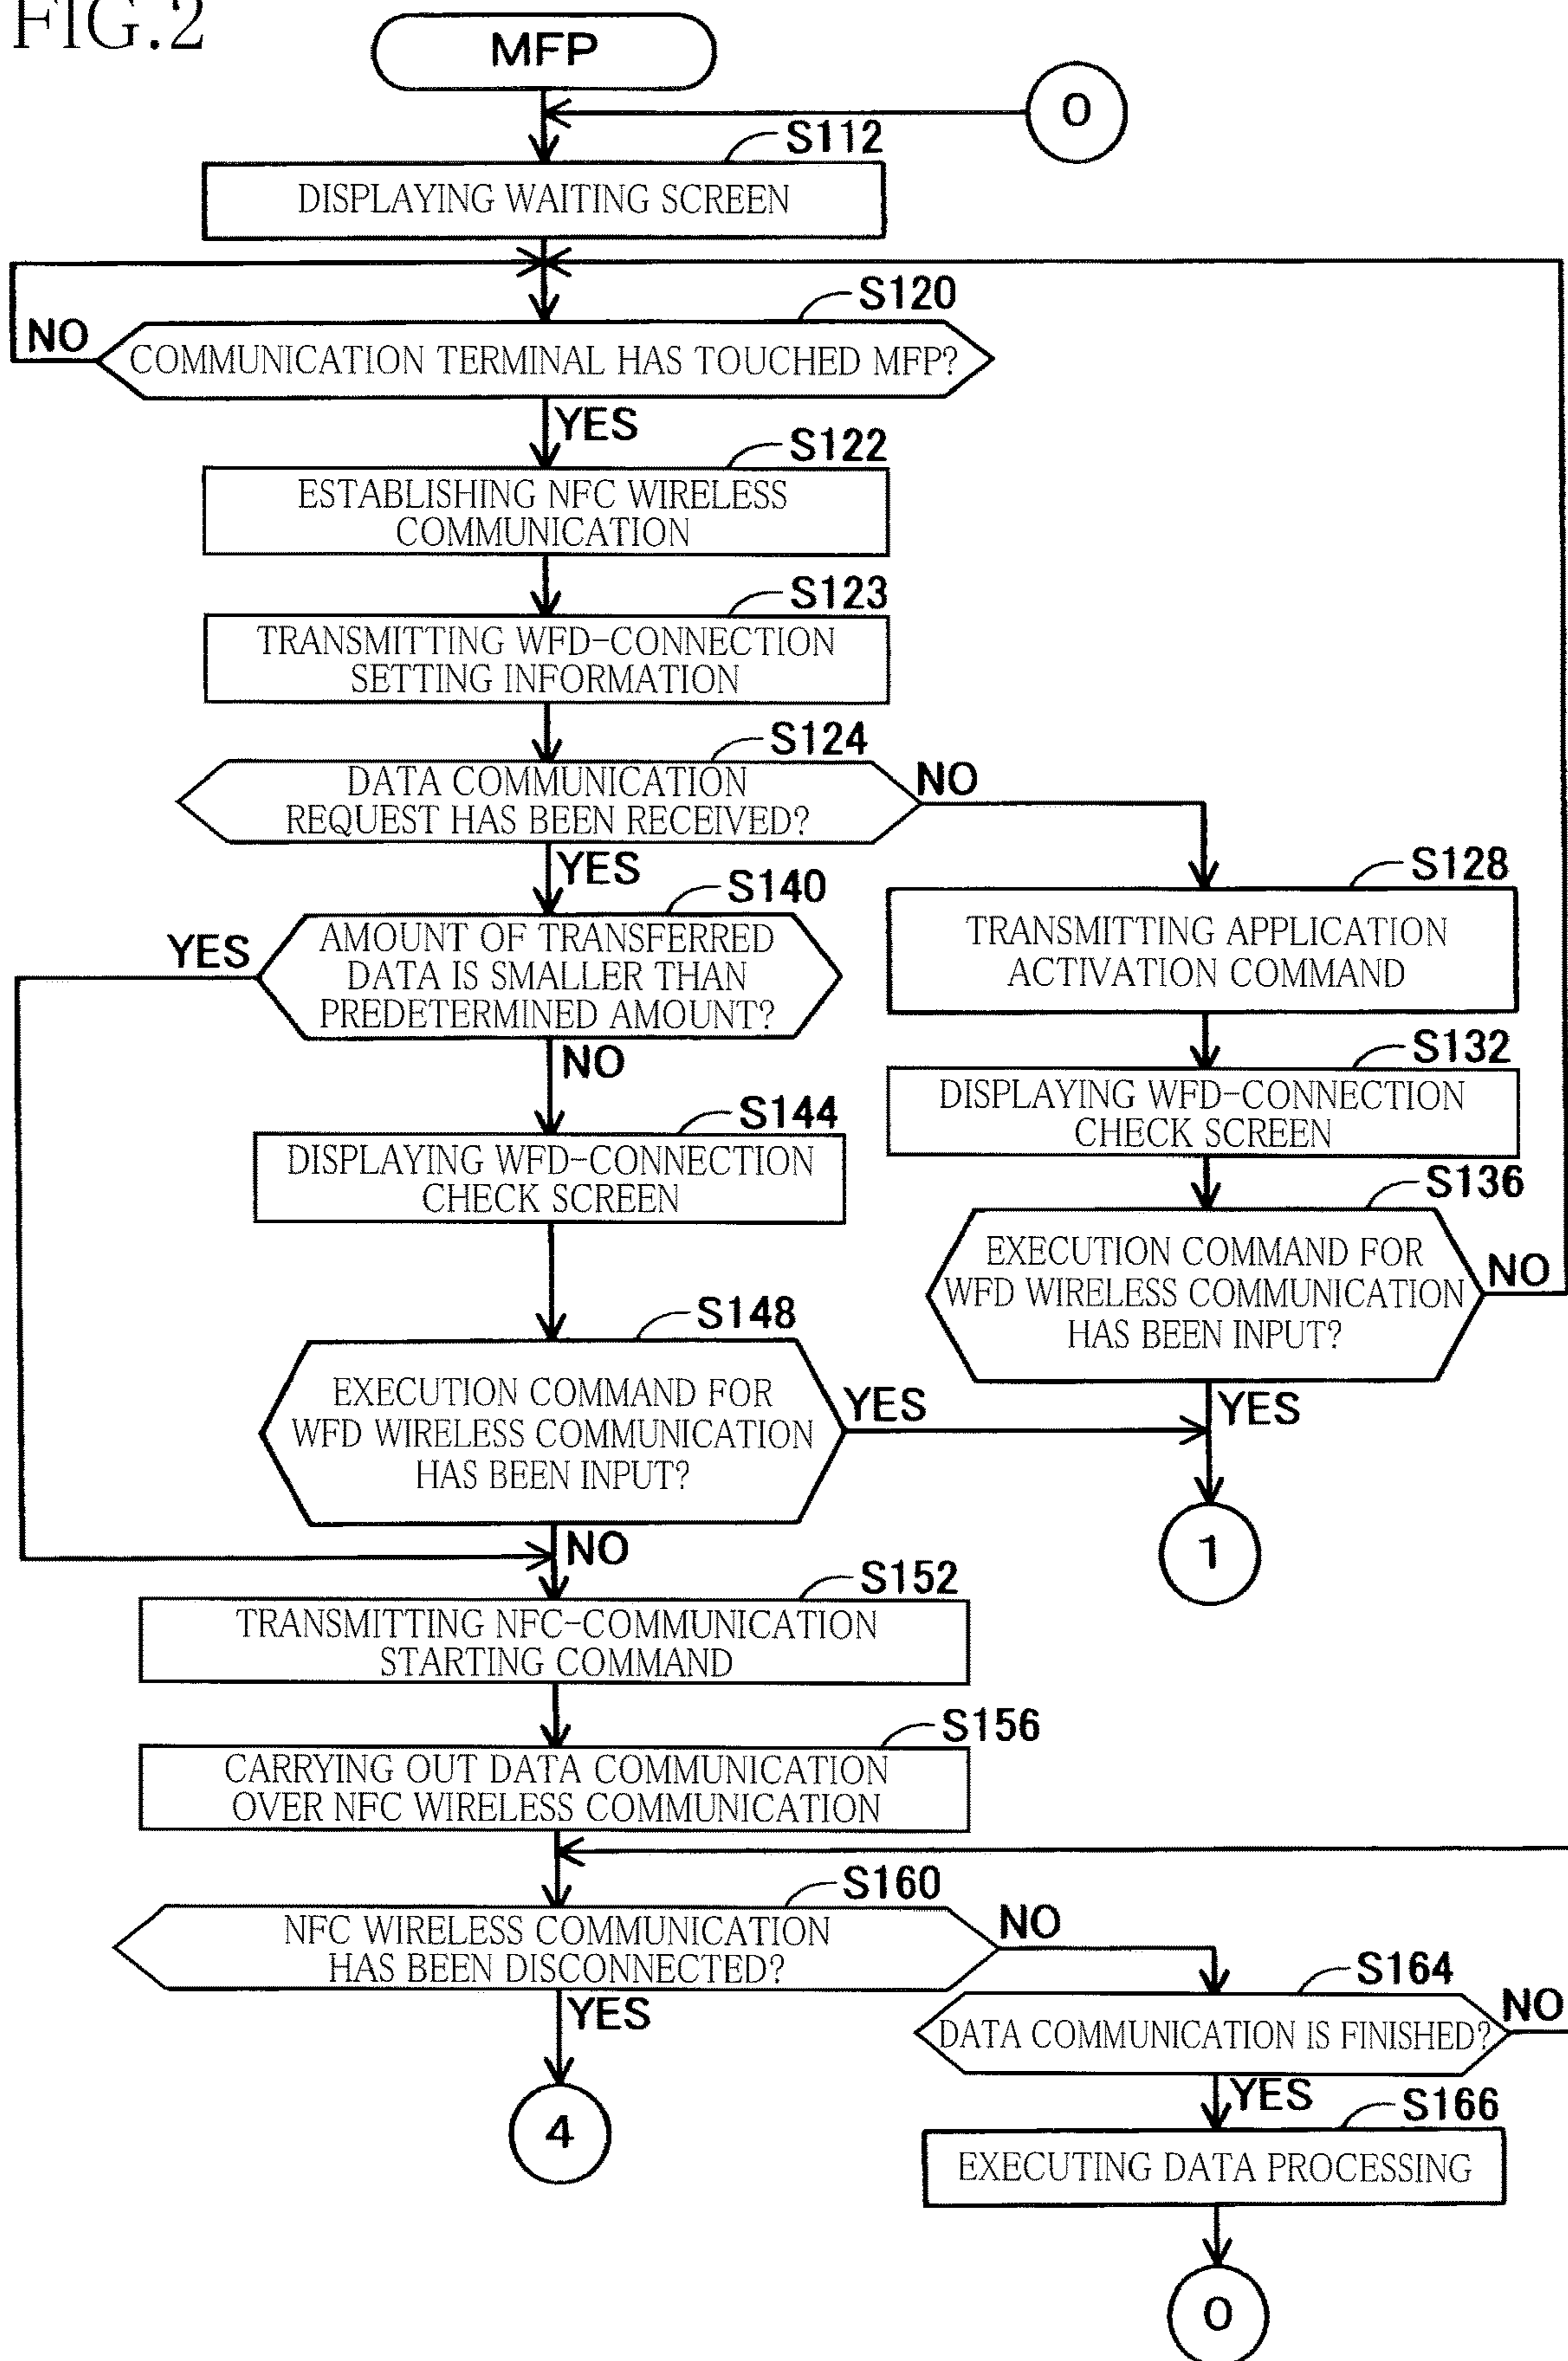 FIG.2
MFP
0
S112
DISPLAYING WAITING SCREEN
S120
NO
COMMUNICATION TERMINAL HAS TOUCHED MFP?
YES
S122
ESTABLISHING NFC WIRELESS
COMMUNICATION
S123
TRANSMITTING WFD-CONNECTION
SETTING INFORMATION
S124
DATA COMMUNICATION
REQUEST HAS BEEN RECEIVED?
NO
YES
S140
YES
AMOUNT OF TRANSFERRED
DATA IS SMALLER THAN
PREDETERMINED AMOUNT?
NO
S128
TRANSMITTING APPLICATION
ACTIVATION COMMAND
S132
DISPLAYING WFD-CONNECTION
CHECK SCREEN
S144
DISPLAYING WFD-CONNECTION
CHECK SCREEN
S136
EXECUTION COMMAND FOR
WFD WIRELESS COMMUNICATION
HAS BEEN INPUT?
NO
YES
S148
EXECUTION COMMAND FOR
WFD WIRELESS COMMUNICATION
HAS BEEN INPUT?
YES
1
NO
S152
TRANSMITTING NFC-COMMUNICATION
STARTING COMMAND
S156
CARRYING OUT DATA COMMUNICATION
OVER NFC WIRELESS COMMUNICATION
S160
NFC WIRELESS COMMUNICATION
HAS BEEN DISCONNECTED?
NO
YES
4
S164
DATA COMMUNICATION IS FINISHED?
NO
YES
S166
EXECUTING DATA PROCESSING
0